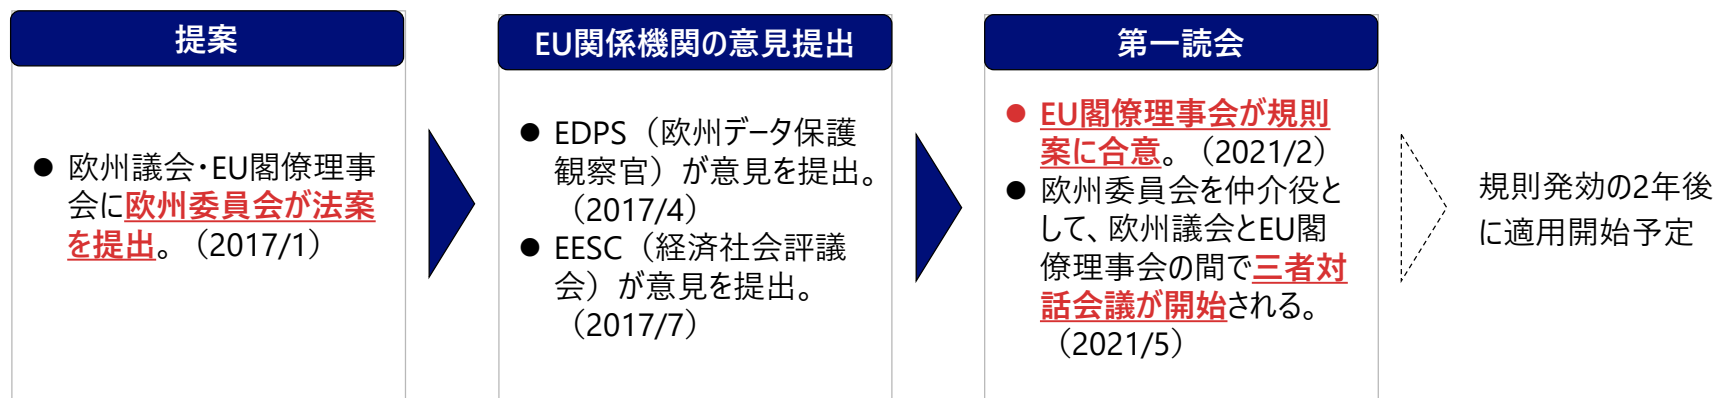 提案
● 欧州議会・EU閣僚理事
会に欧州委員会が法案
を提出。（2017/1）
EU関係機関の意見提出
● EDPS（欧州データ保護
観察官）が意見を提出。
（2017/4）
● EESC（経済社会評議
会）が意見を提出。
（2017/7）
第一読会
● EU閣僚理事会が規則
案に合意。（2021/2）
● 欧州委員会を仲介役と
して、欧州議会とEU閣
僚理事会の間で三者対
話会議が開始される。
（2021/5）
規則発効の2年後
に適用開始予定